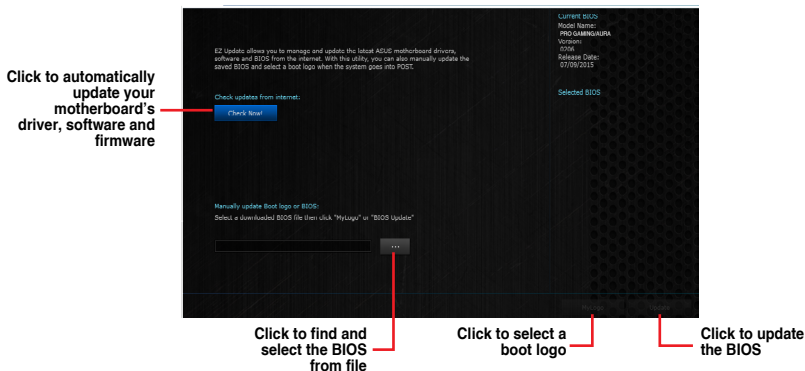 Current BIOS
Model Name:
PRO GAMING/AURA
Version:
0206
Release Date:
07/09/2015
Selected BIOS
EZ Update allows you to manage and update the latest ASUS motherboard drivers,
software and BIOS from the internet. With this utility, you can also manually update the
saved BIOS and select a boot logo when the system goes into POST.
Check updates from internet:
Check Now!
Click to automatically
update your
motherboard's
driver, software and
firmware
Manually update Boot logo or BIOS:
Select a downloaded BIOS file then click "MyLogo" or "BIOS Update"
...
MyLogo
Update
Click to find and
select the BIOS
from file
Click to select a
boot logo
Click to update
the BIOS